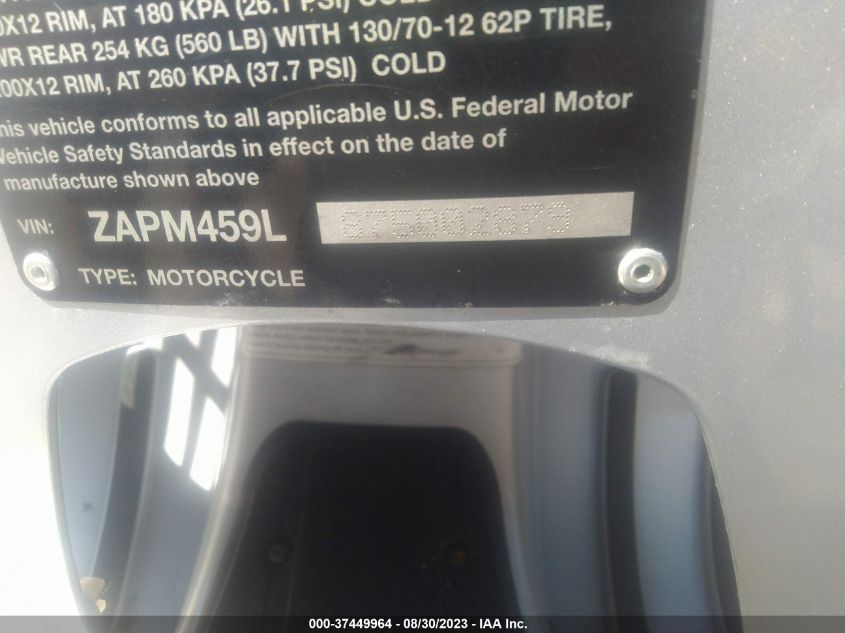 0X12 RIM, AT 180 KPA (26.1 PSI) COLD
WR REAR 254 KG (560 LB) WITH 130/70-12 62P TIRE,
00X12 RIM, AT 260 KPA (37.7 PSI) COLD
his vehicle conforms to all applicable U.S. Federal Motor
Vehicle Safety Standards in effect on the date of
manufacture shown above
VIN: ZAPM459L 875002879
TYPE: MOTORCYCLE
000-37449964 - 08/30/2023 - IAA Inc.